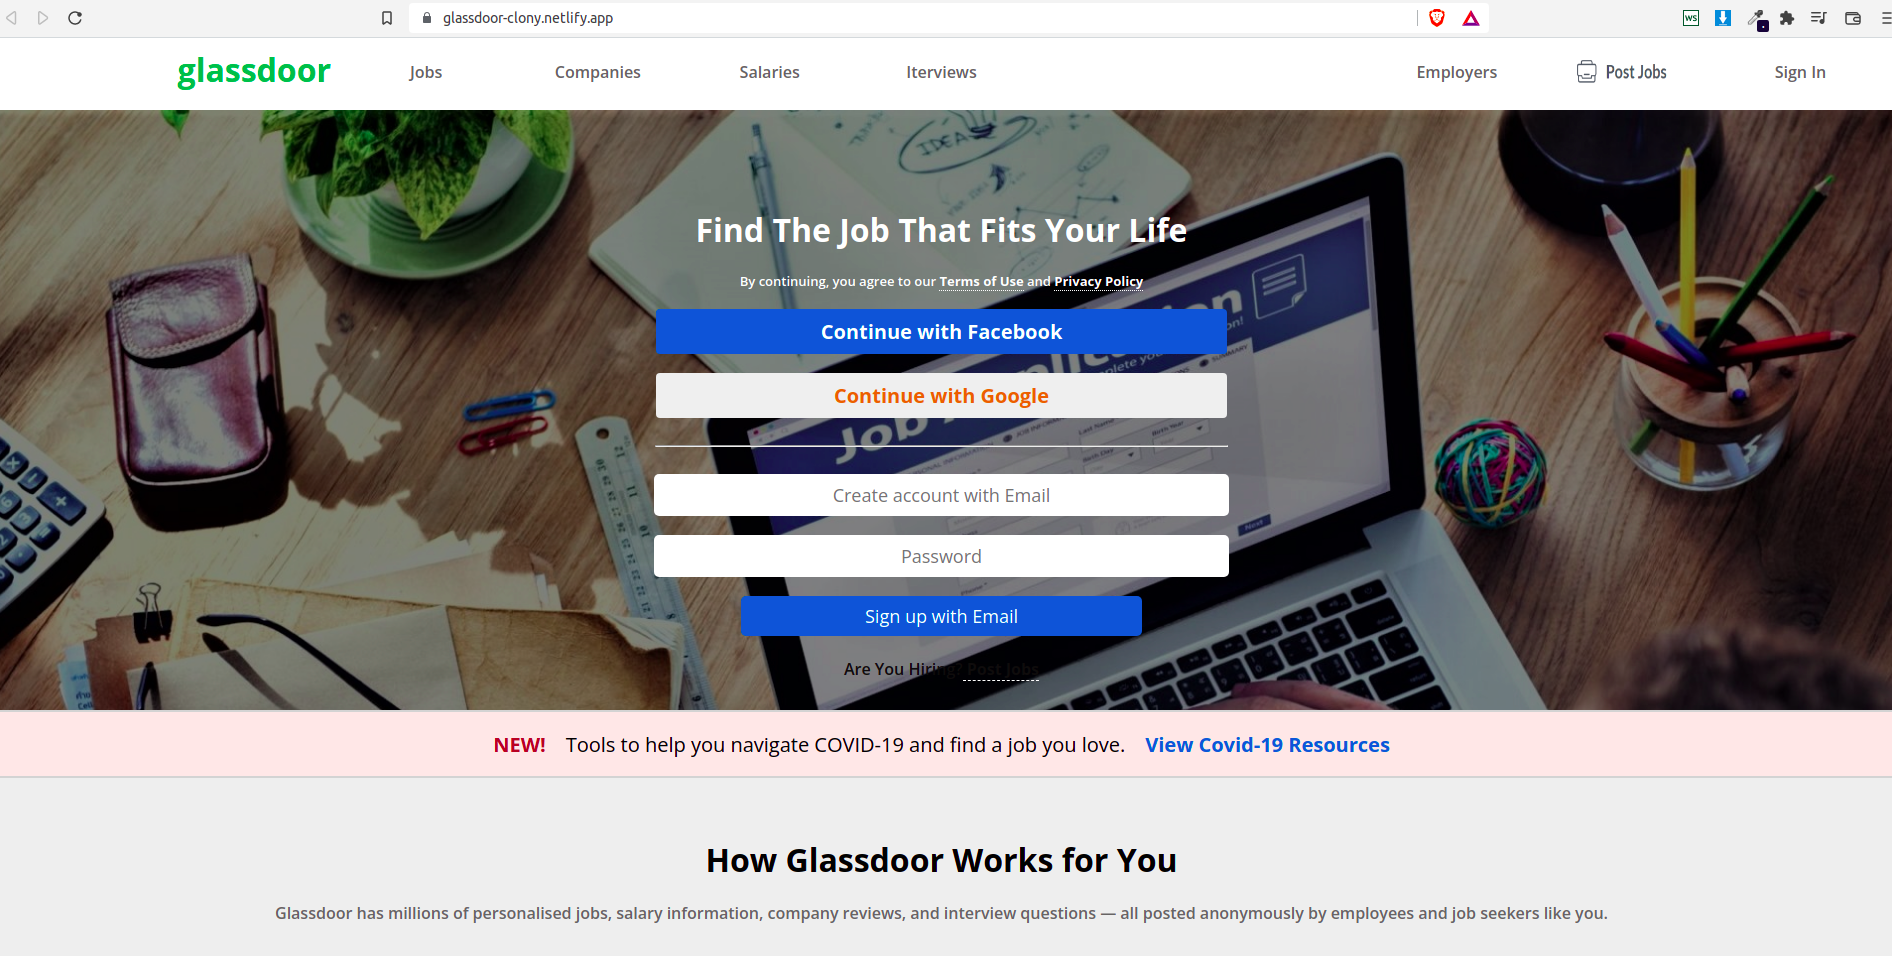 glassdoor-clony.netlify.app
WS
glassdoor Jobs Companies Salaries Iterviews Employers Post Jobs Sign In
IDEAS
Find The Job That Fits Your Life
By continuing, you agree to our Terms of Use and Privacy Policy
Continue with Facebook
Continue with Google
Job
Create account with Email
Password
Sign up with Email
Are You Hiring? Post Jobs
NEW! Tools to help you navigate COVID-19 and find a job you love. View Covid-19 Resources
How Glassdoor Works for You
Glassdoor has millions of personalised jobs, salary information, company reviews, and interview questions — all posted anonymously by employees and job seekers like you.